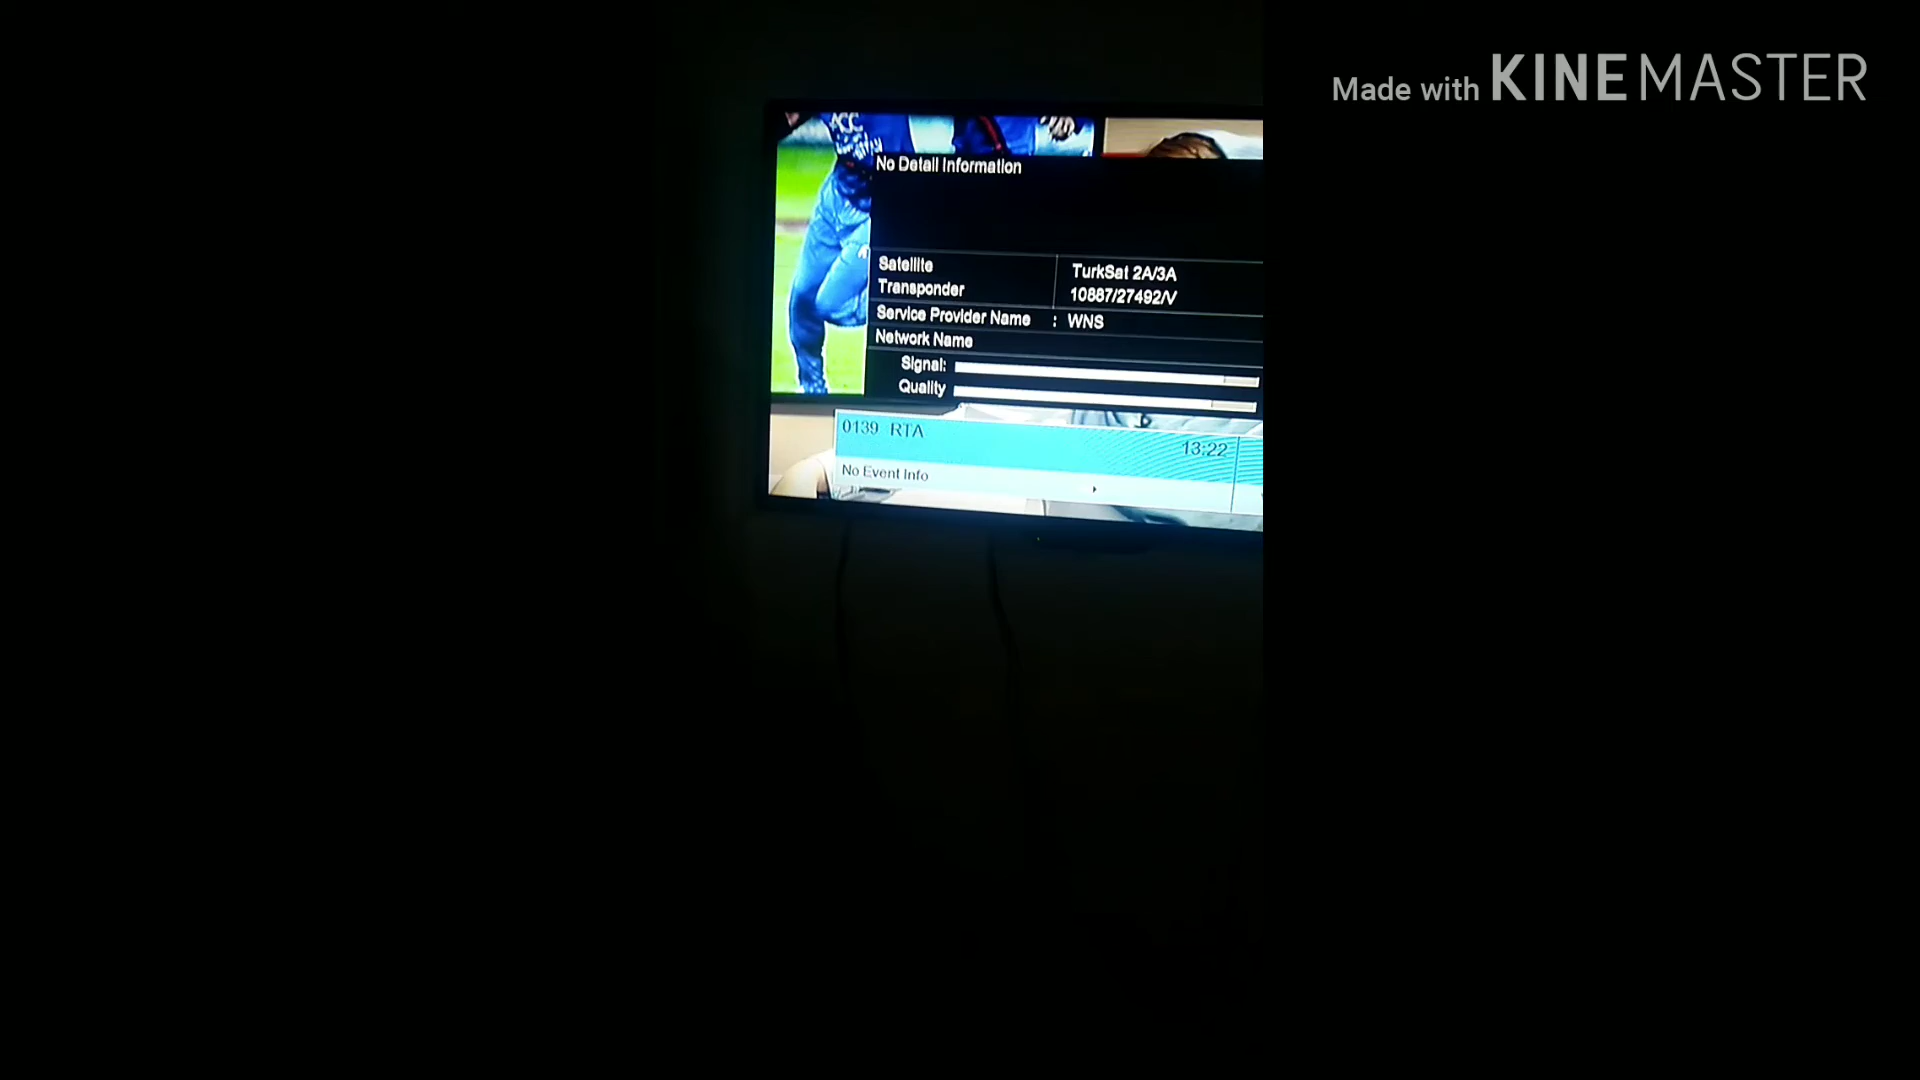 Made with KINEMASTER
ACC
No Detail Information
Satellite TurkSat 2A/3A
Transponder 10887/27492/V
Service Provider Name : WNS
Network Name
Signal:
Quality
0139 RTA
13:22
No Event Info